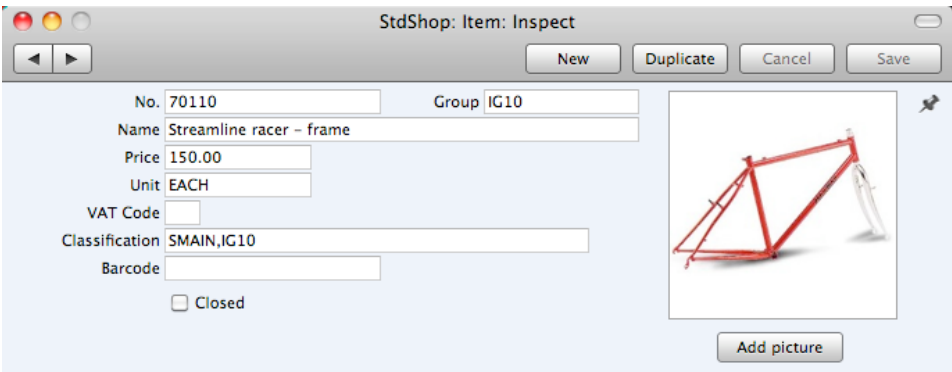 StdShop: Item: Inspect
New Duplicate Cancel Save
No. 70110 Group IG10
Name Streamline racer – frame
Price 150.00
Unit EACH
VAT Code
Classification SMAIN,IG10
Barcode
Closed
Add picture